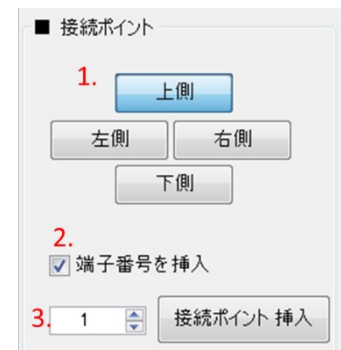 ■ 接続ポイント
1.
上側
左側 右側
下側
2.
端子番号を挿入
3. 1 接続ポイント 挿入